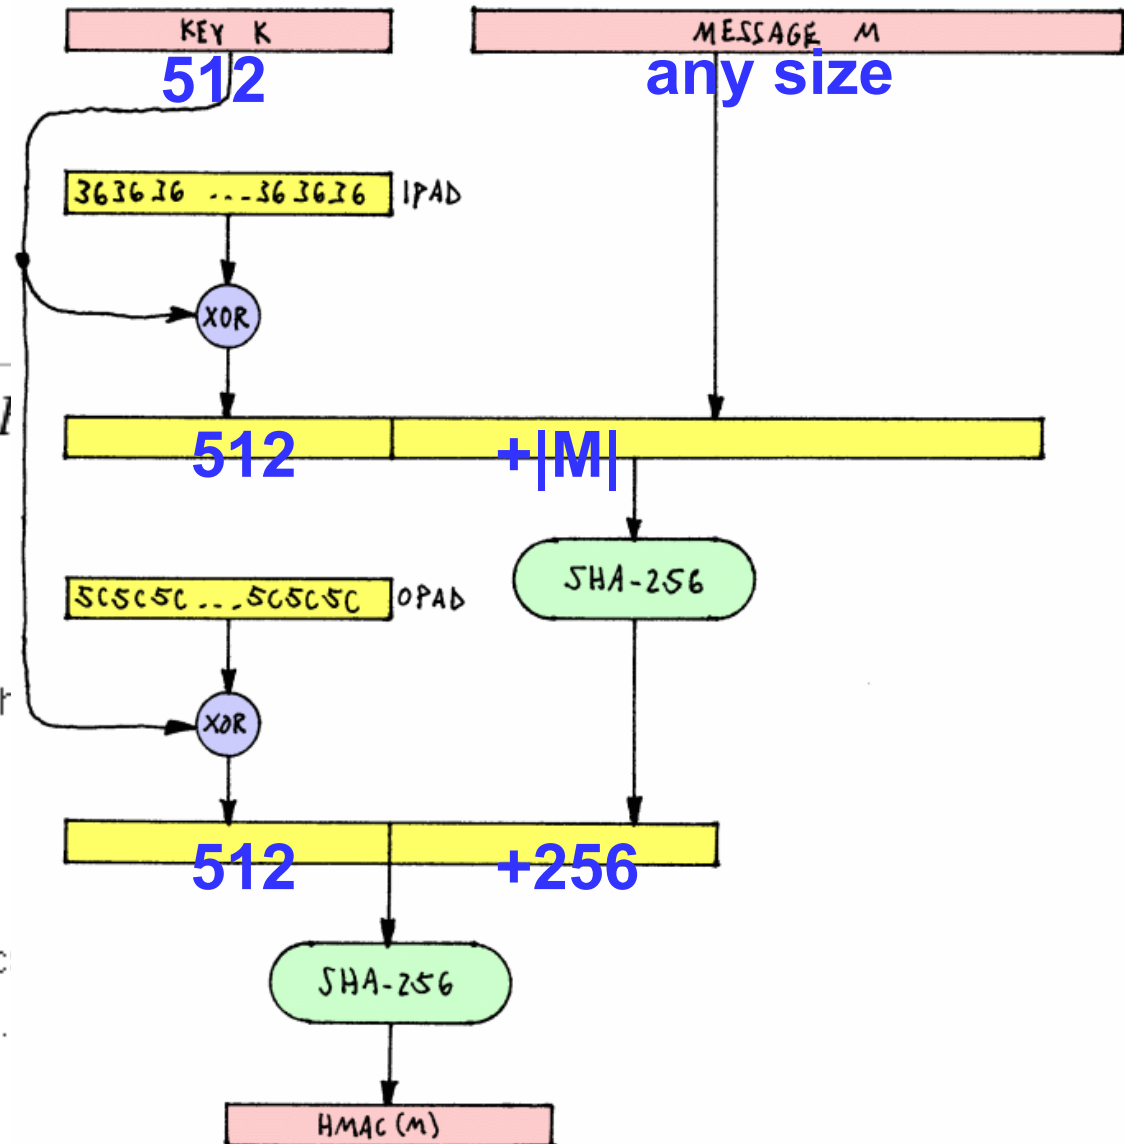 KEY K
MESSAGE M
512
any size
363636 ...363636 IPAD
XOR
512 +|M|
SHA-256
5C5C5C...5C5C5C OPAD
XOR
512 +256
SHA-256
HMAC(M)